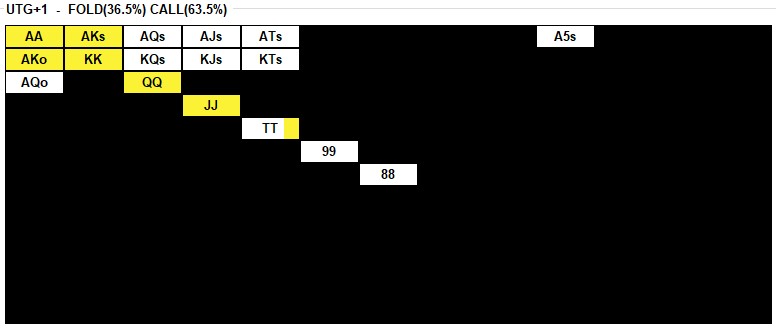 UTG+1 - FOLD(36.5%) CALL(63.5%)
AA AKs AQs AJs ATs A5s
AKo KK KQs KJs KTs
AQo QQ
JJ
TT
99
88